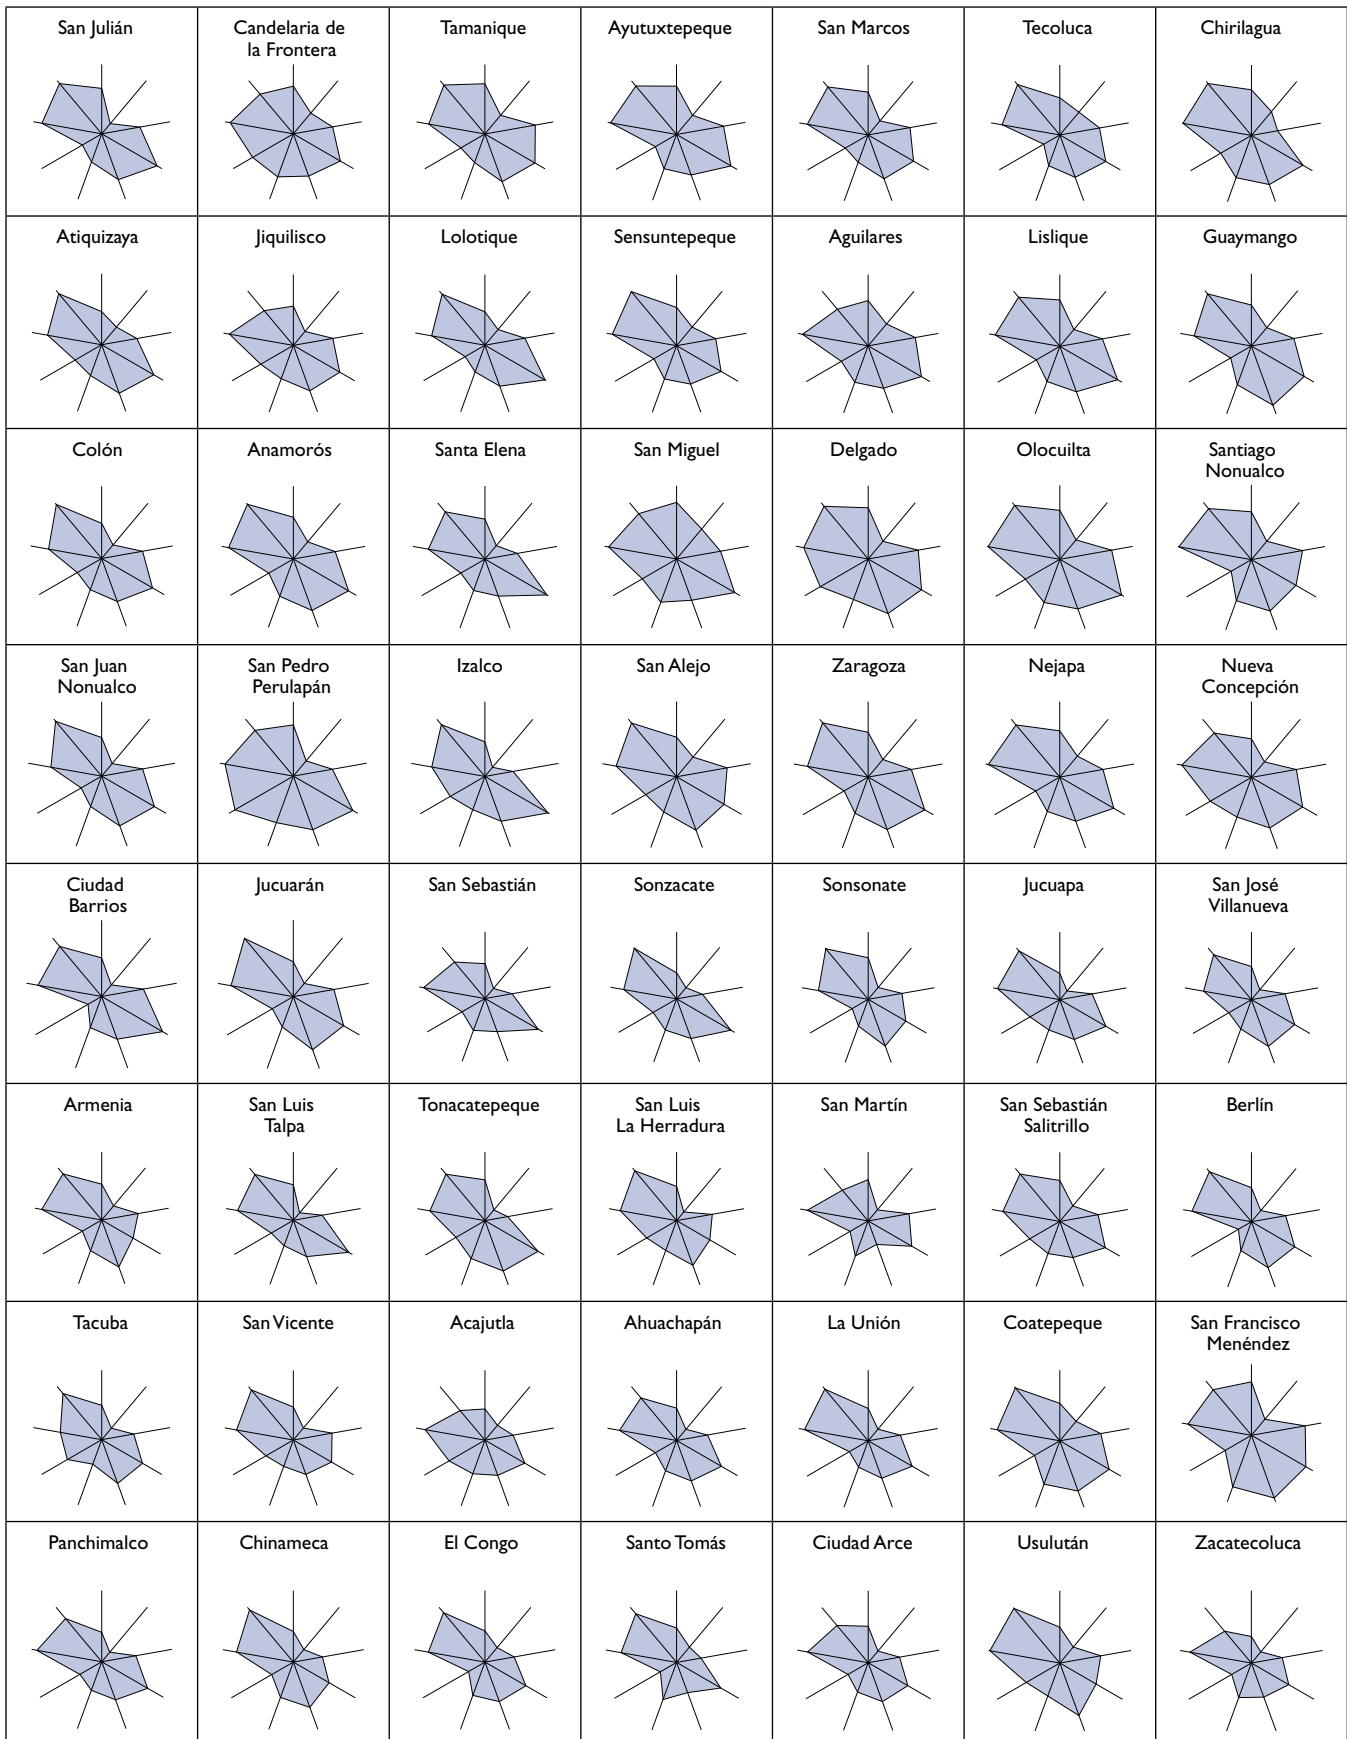 San Julián
Candelaria de
la Frontera
Tamanique
Ayutuxtepeque
San Marcos
Tecoluca
Chirilagua
Atiquizaya
Jiquilisco
Lolotique
Sensuntepeque
Aguilares
Lislique
Guaymango
Colón
Anamorós
Santa Elena
San Miguel
Delgado
Olocuilta
Santiago
Nonualco
San Juan
Nonualco
San Pedro
Perulapán
Izalco
San Alejo
Zaragoza
Nejapa
Nueva
Concepción
Ciudad
Barrios
Jucuarán
San Sebastián
Sonzacate
Sonsonate
Jucuapa
San José
Villanueva
Armenia
San Luis
Talpa
Tonacatepeque
San Luis
La Herradura
San Martín
San Sebastián
Salitrillo
Berlín
Tacuba
San Vicente
Acajutla
Ahuachapán
La Unión
Coatepeque
San Francisco
Menéndez
Panchimalco
Chinameca
El Congo
Santo Tomás
Ciudad Arce
Usulután
Zacatecoluca